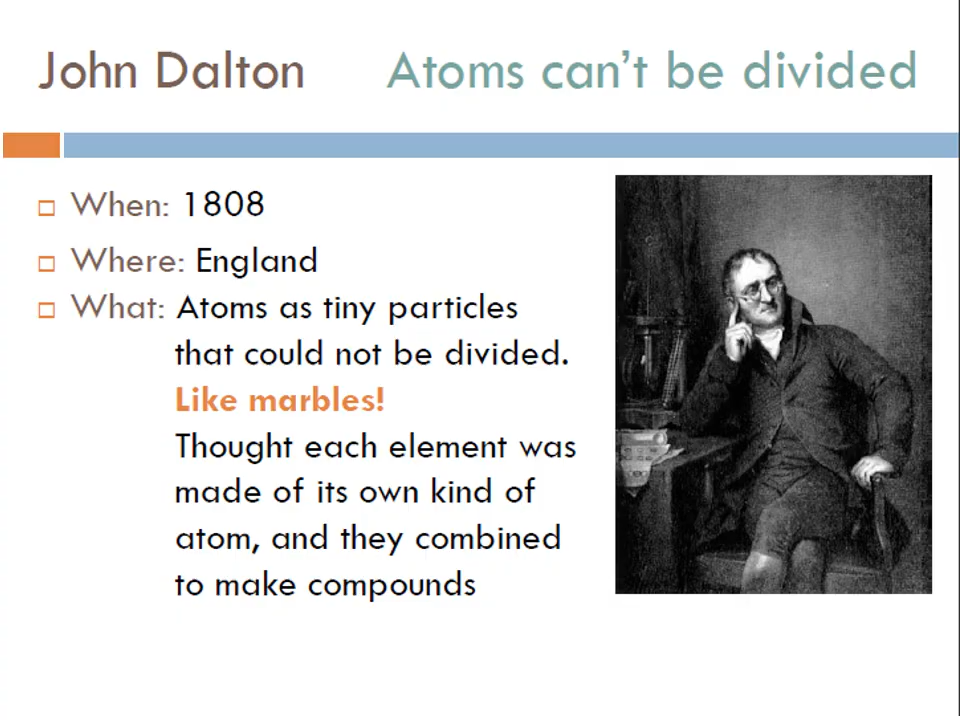 John Dalton Atoms can't be divided
When: 1808
Where: England
What: Atoms as tiny particles
that could not be divided.
Like marbles!
Thought each element was
made of its own kind of
atom, and they combined
to make compounds